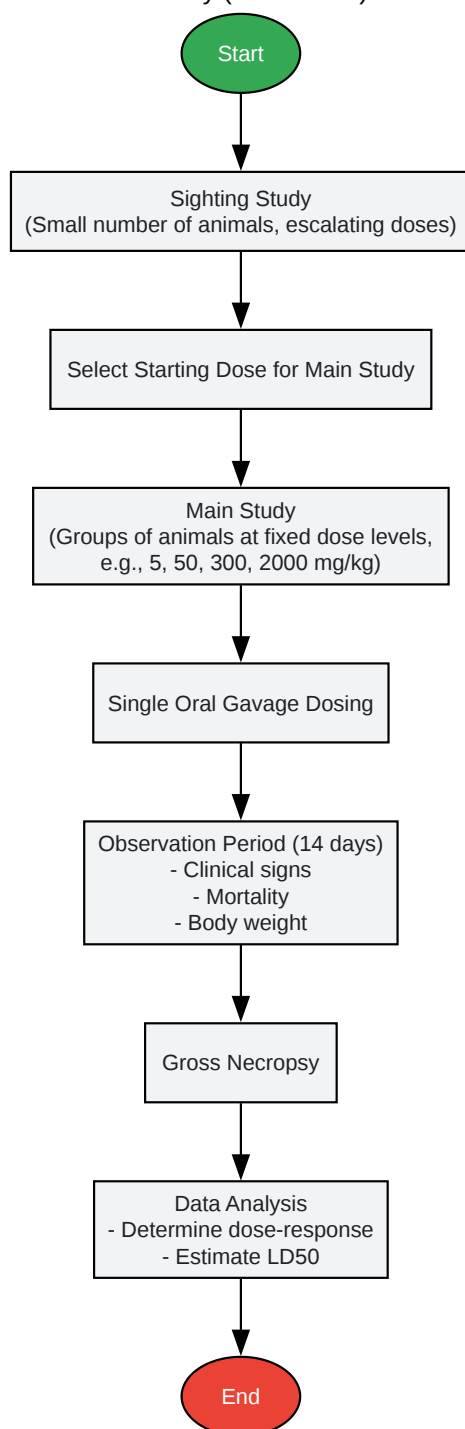 Start
Sighting Study
(Small number of animals, escalating doses)
Select Starting Dose for Main Study
Main Study
(Groups of animals at fixed dose levels,
e.g., 5, 50, 300, 2000 mg/kg)
Single Oral Gavage Dosing
Observation Period (14 days)
- Clinical signs
- Mortality
- Body weight
Gross Necropsy
Data Analysis
- Determine dose-response
- Estimate LD50
End